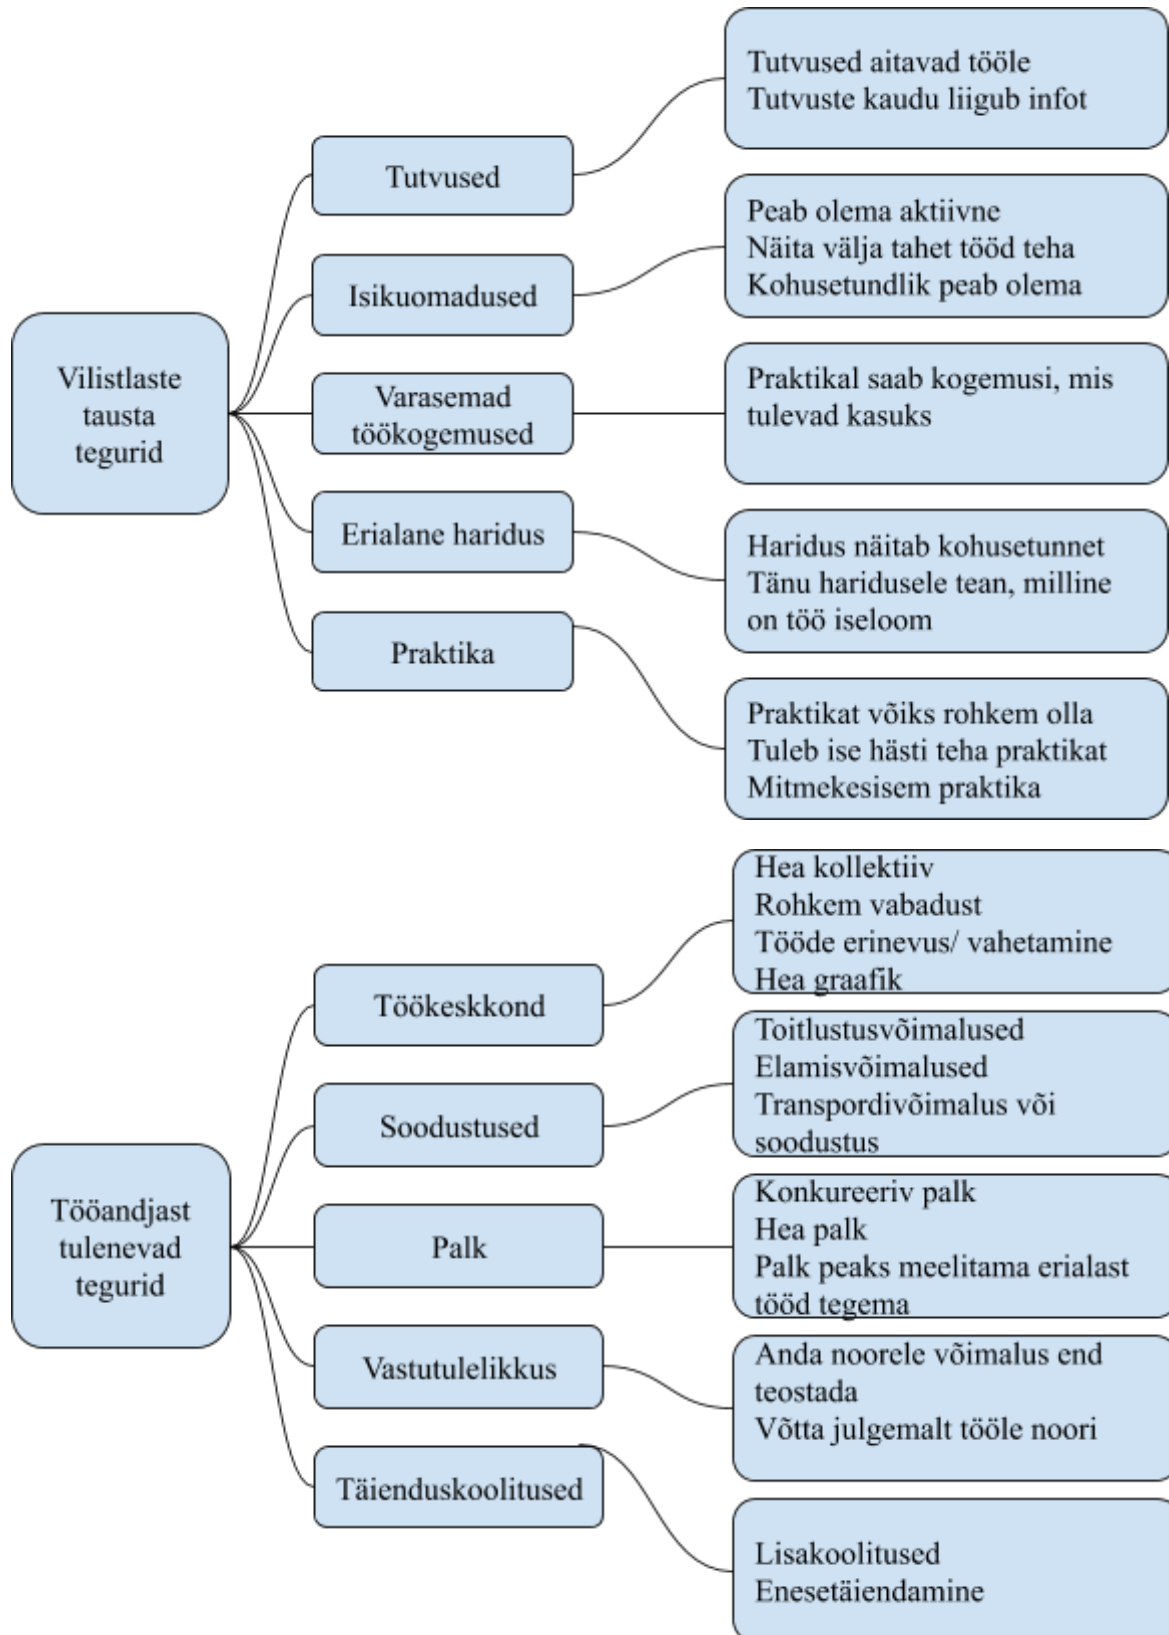 Vilistlaste
tausta
tegurid
Tutvused
Isikuomadused
Varasemad
töökogemused
Erialane haridus
Praktika
Tutvused aitavad tööle
Tutvuste kaudu liigub infot
Peab olema aktiivne
Näita välja tahet tööd teha
Kohusetundlik peab olema
Praktikal saab kogemusi, mis
tulevad kasuks
Haridus näitab kohusetunnet
Tänu haridusele tean, milline
on töö iseloom
Praktikat võiks rohkem olla
Tuleb ise hästi teha praktikat
Mitmekesisem praktika
Tööandjast
tulenevad
tegurid
Töökeskkond
Soodustused
Palk
Vastutulelikkus
Täienduskoolitused
Hea kollektiiv
Rohkem vabadust
Tööde erinevus/ vahetamine
Hea graafik
Toitlustusvõimalused
Elamisvõimalused
Transpordivõimalus või
soodustus
Konkureeriv palk
Hea palk
Palk peaks meelitama erialast
tööd tegema
Anda noorele võimalus end
teostada
Võtta julgemalt tööle noori
Lisakoolitused
Enesetäiendamine